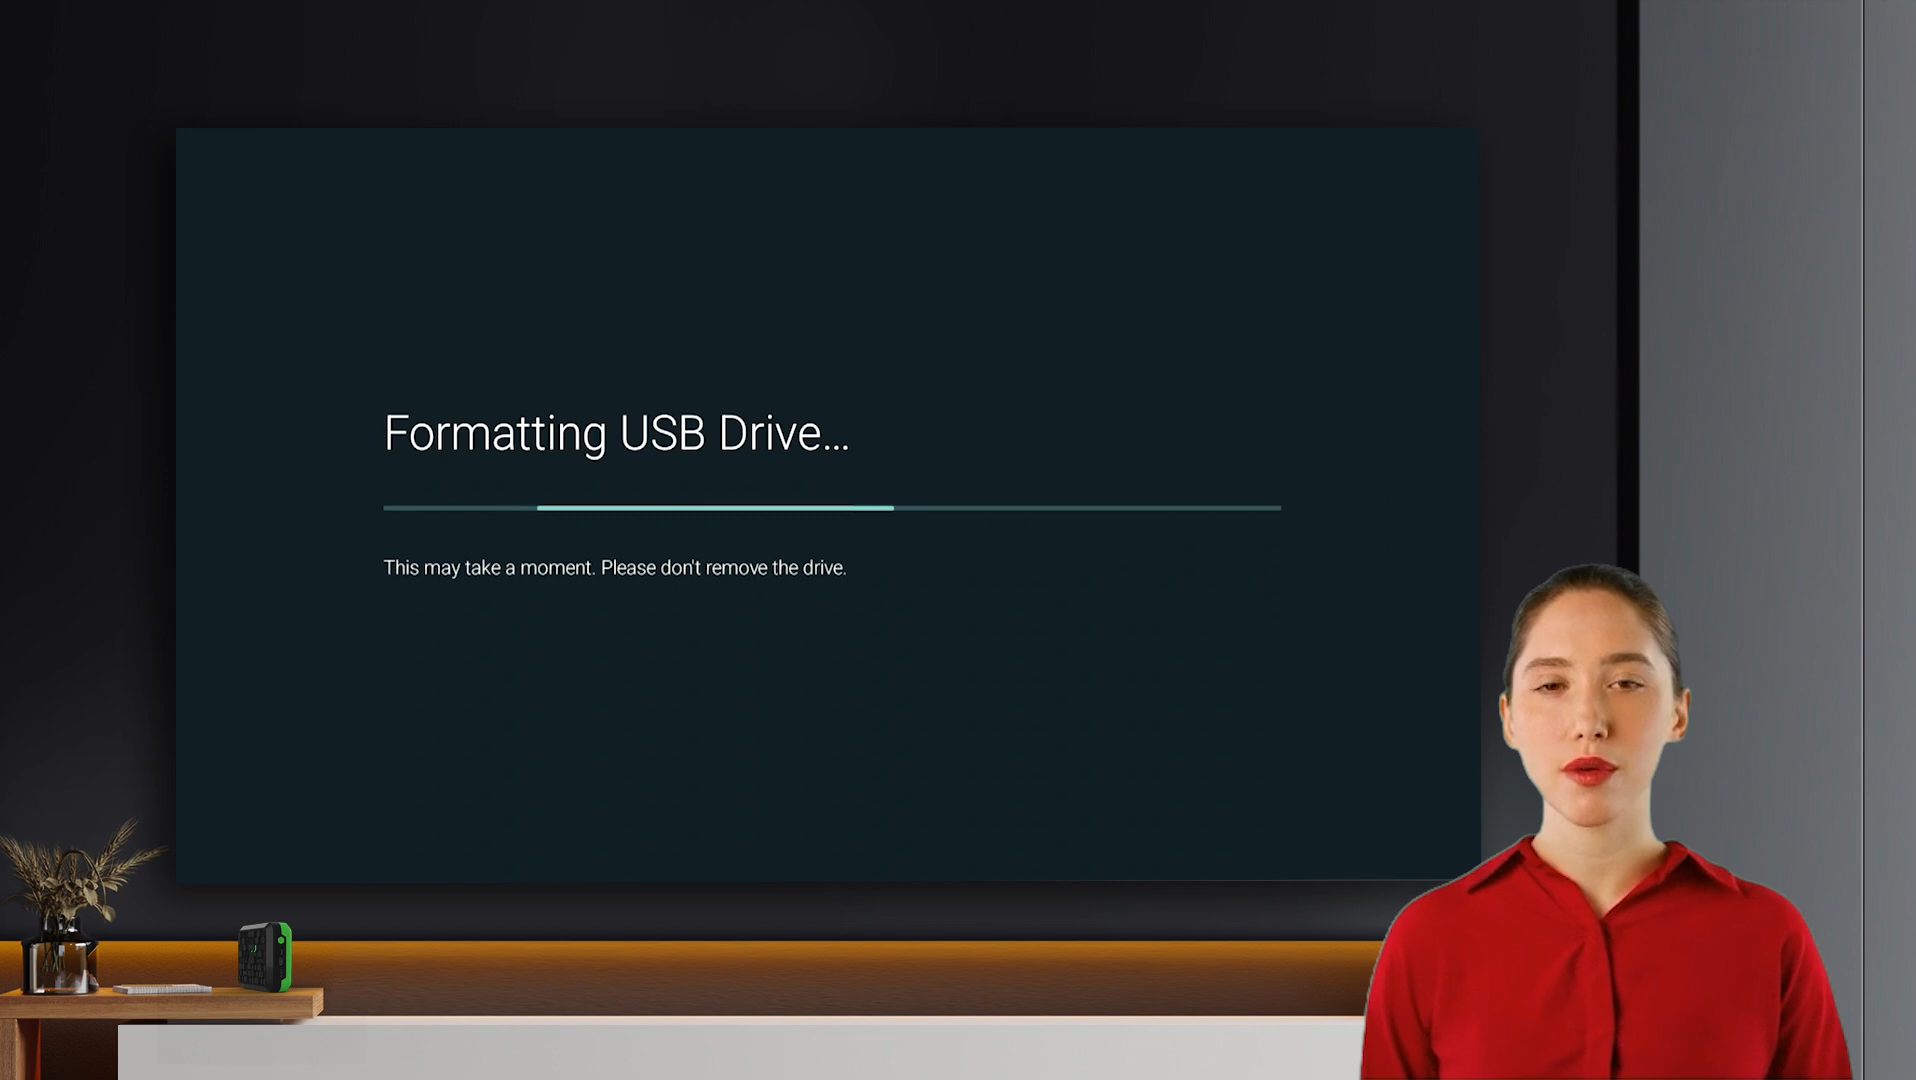 Formatting USB Drive...
This may take a moment. Please don't remove the drive.